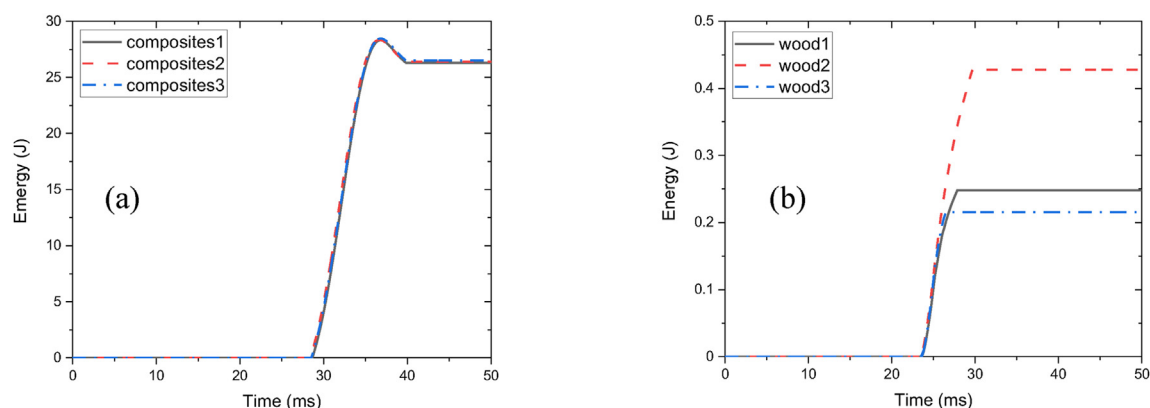 30
25
20
15
10
5
0
Emergy (J)
composites1
composites2
composites3
(a)
0 10 20 30 40 50
Time (ms)
0.5
0.4
0.3
0.2
0.1
0
Energy (J)
wood1
wood2
wood3
(b)
0 10 20 30 40 50
Time (ms)